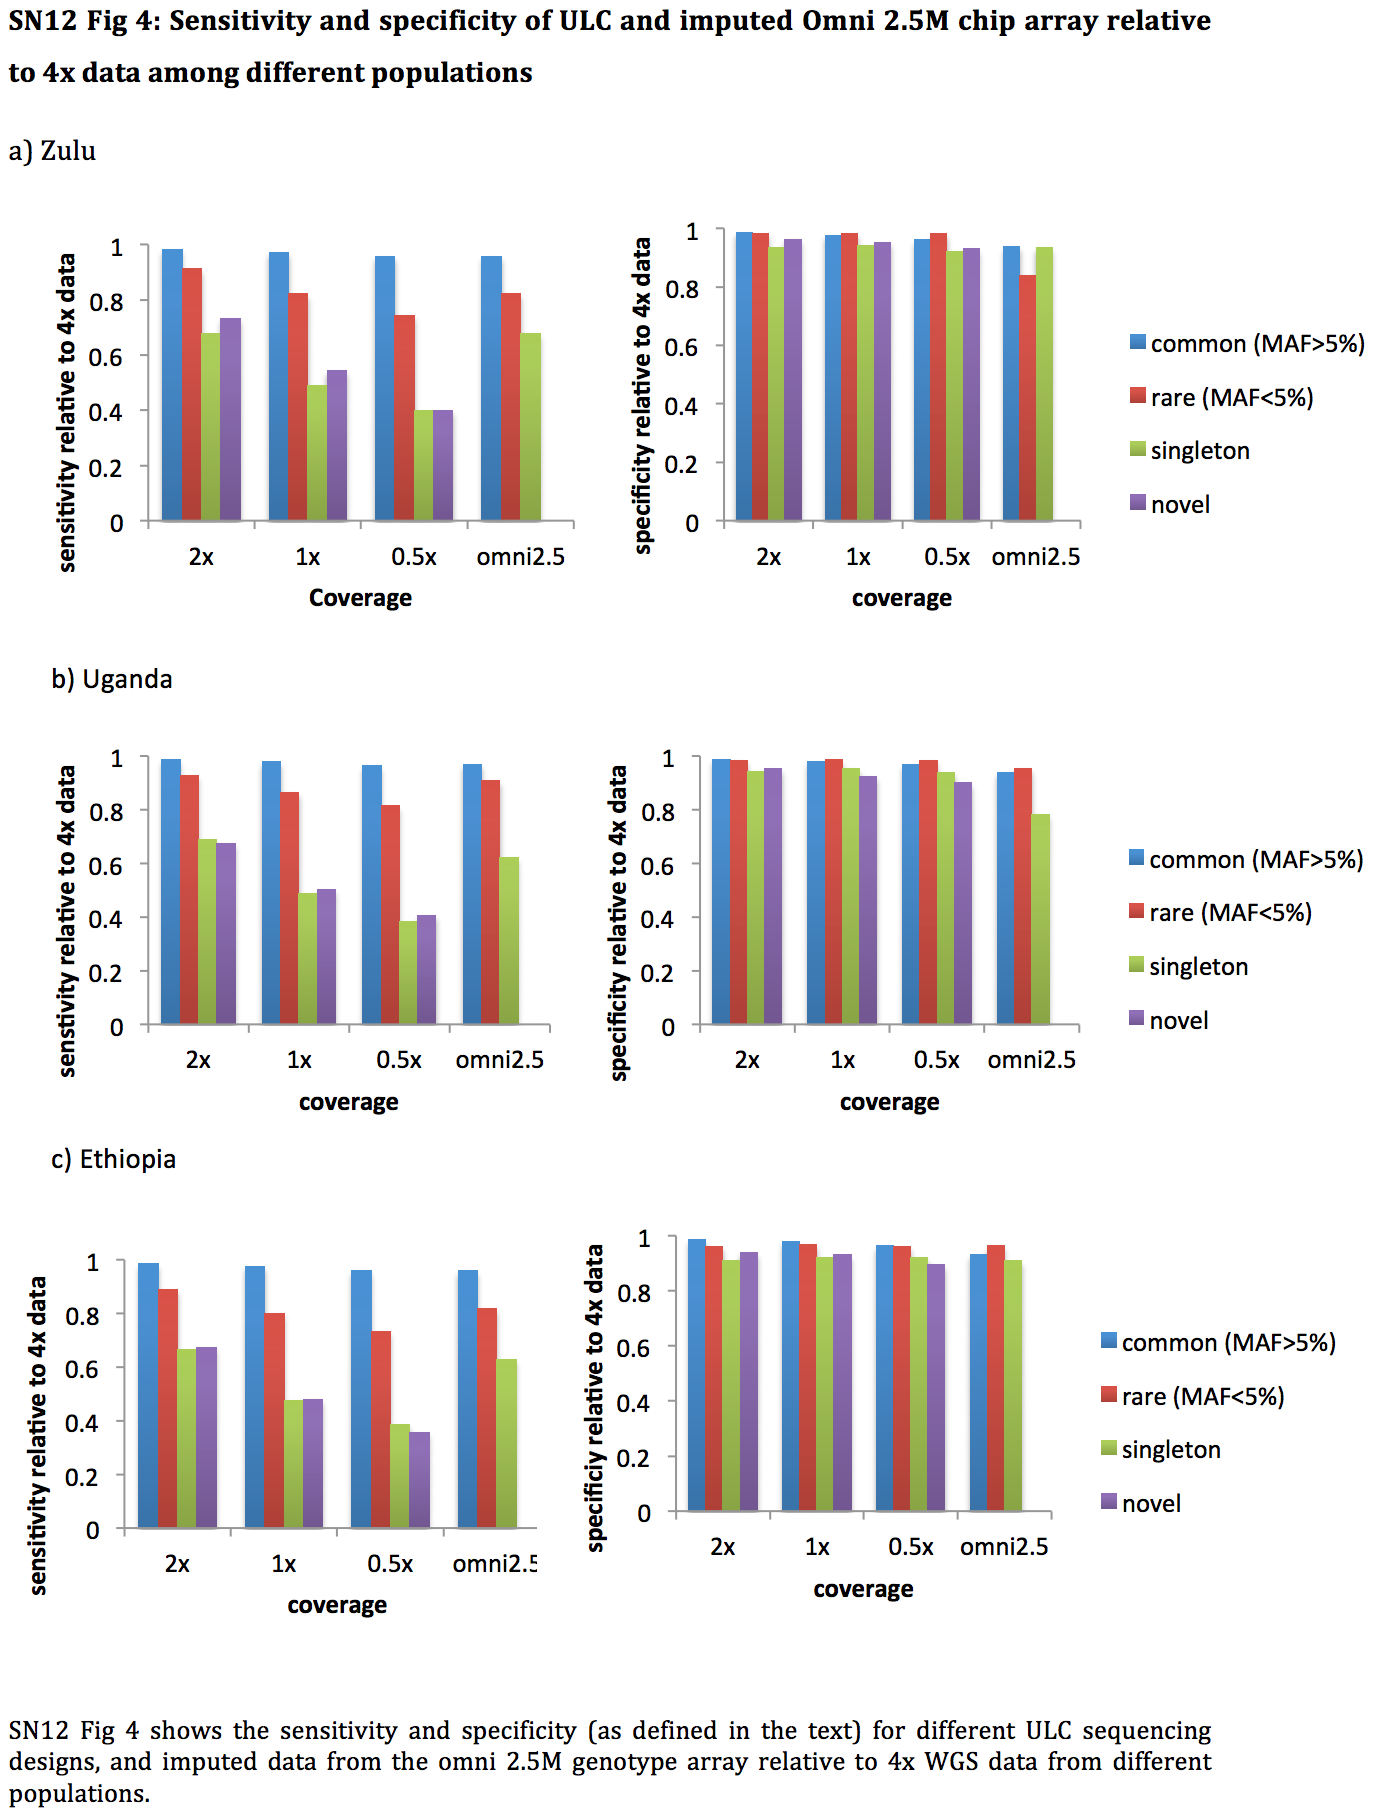 SN12 Fig 4: Sensitivity and specificity of ULC and imputed Omni 2.5M chip array relative
to 4x data among different populations
a) Zulu
sensitivity relative to 4x data
1
0.8
0.6
0.4
0.2
0
2x 1x 0.5x omni2.5
Coverage
specificity relative to 4x data
1
0.8
0.6
0.4
0.2
0
2x 1x 0.5x omni2.5
coverage
common (MAF>5%)
rare (MAF<5%)
singleton
novel
b) Uganda
senstivity relative to 4x data
1
0.8
0.6
0.4
0.2
0
2x 1x 0.5x omni2.5
coverage
specificity relative to 4x data
1
0.8
0.6
0.4
0.2
0
2x 1x 0.5x omni2.5
coverage
common (MAF>5%)
rare (MAF<5%)
singleton
novel
c) Ethiopia
sensitivity relative to 4x data
1
0.8
0.6
0.4
0.2
0
2x 1x 0.5x omni2.5
coverage
specificiy relative to 4x data
1
0.8
0.6
0.4
0.2
0
2x 1x 0.5x omni2.5
coverage
common (MAF>5%)
rare (MAF<5%)
singleton
novel
SN12 Fig 4 shows the sensitivity and specificity (as defined in the text) for different ULC sequencing
designs, and imputed data from the omni 2.5M genotype array relative to 4x WGS data from different
populations.